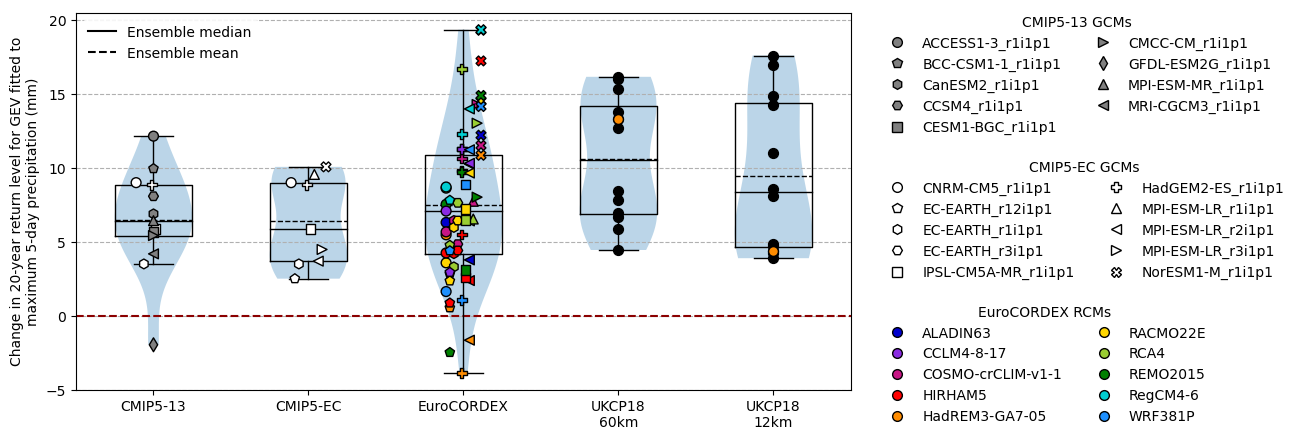 Change in 20-year return level for GEV fitted to
maximum 5-day precipitation (mm)
20
15
10
5
0
−5
Ensemble median
Ensemble mean
CMIP5-13
CMIP5-EC
EuroCORDEX
UKCP18
60km
UKCP18
12km
CMIP5-13 GCMs
ACCESS1-3_r1i1p1
BCC-CSM1-1_r1i1p1
CanESM2_r1i1p1
CCSM4_r1i1p1
CESM1-BGC_r1i1p1
CMCC-CM_r1i1p1
GFDL-ESM2G_r1i1p1
MPI-ESM-MR_r1i1p1
MRI-CGCM3_r1i1p1
CMIP5-EC GCMs
CNRM-CM5_r1i1p1
EC-EARTH_r12i1p1
EC-EARTH_r1i1p1
EC-EARTH_r3i1p1
IPSL-CM5A-MR_r1i1p1
HadGEM2-ES_r1i1p1
MPI-ESM-LR_r1i1p1
MPI-ESM-LR_r2i1p1
MPI-ESM-LR_r3i1p1
NorESM1-M_r1i1p1
EuroCORDEX RCMs
ALADIN63
CCLM4-8-17
COSMO-crCLIM-v1-1
HIRHAM5
HadREM3-GA7-05
RACMO22E
RCA4
REMO2015
RegCM4-6
WRF381P